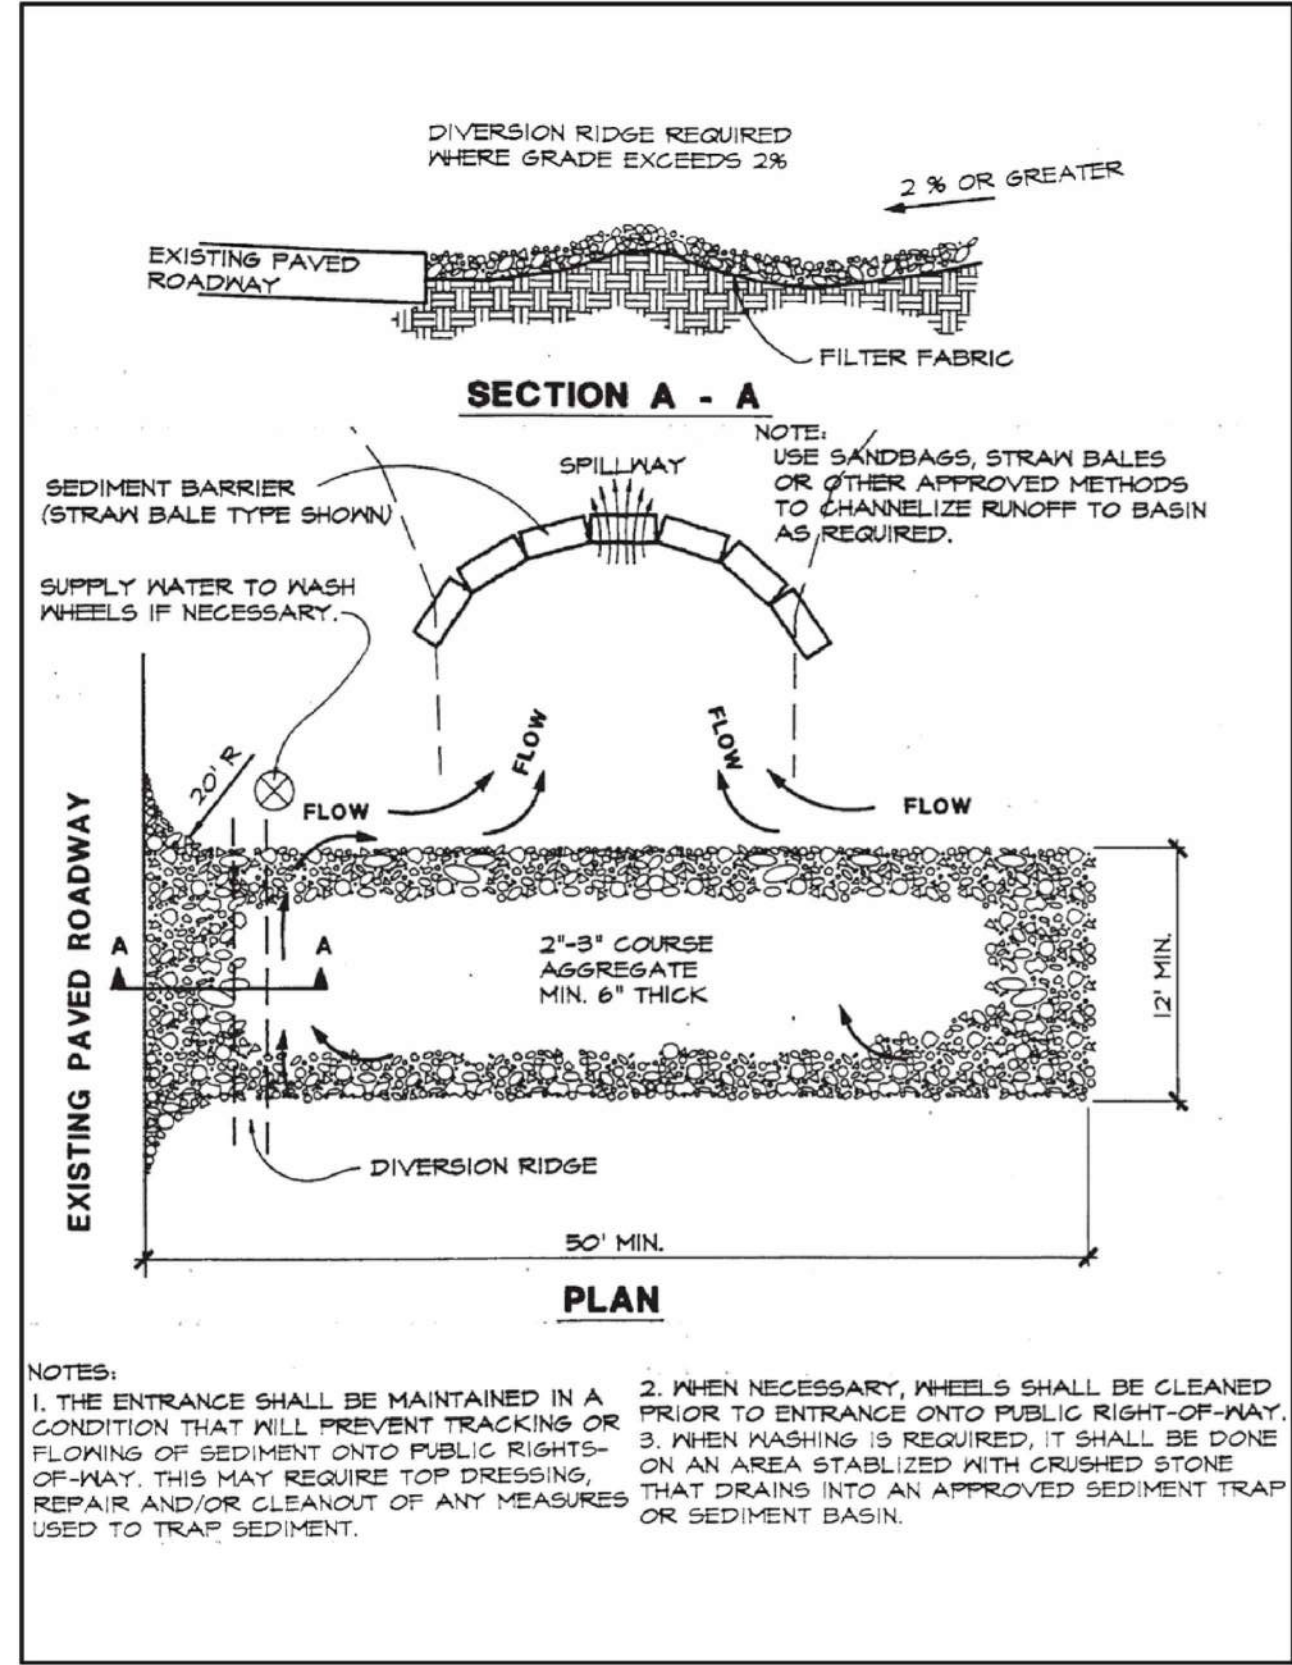 DIVERSION RIDGE REQUIRED
WHERE GRADE EXCEEDS 2%
2 % OR GREATER
EXISTING PAVED
ROADWAY
FILTER FABRIC
SECTION A - A
NOTE:
USE SANDBAGS, STRAW BALES
OR OTHER APPROVED METHODS
TO CHANNELIZE RUNOFF TO BASIN
AS REQUIRED.
SPILLWAY
SEDIMENT BARRIER
(STRAW BALE TYPE SHOWN)
SUPPLY WATER TO WASH
WHEELS IF NECESSARY.
20' R
FLOW
FLOW
FLOW
FLOW
EXISTING PAVED ROADWAY
A
A
2"-3" COURSE
AGGREGATE
MIN. 6" THICK
12' MIN.
DIVERSION RIDGE
50' MIN.
PLAN
NOTES:
1. THE ENTRANCE SHALL BE MAINTAINED IN A
CONDITION THAT WILL PREVENT TRACKING OR
FLOWING OF SEDIMENT ONTO PUBLIC RIGHTS-
OF-WAY. THIS MAY REQUIRE TOP DRESSING,
REPAIR AND/OR CLEANOUT OF ANY MEASURES
USED TO TRAP SEDIMENT.
2. WHEN NECESSARY, WHEELS SHALL BE CLEANED
PRIOR TO ENTRANCE ONTO PUBLIC RIGHT-OF-WAY.
3. WHEN WASHING IS REQUIRED, IT SHALL BE DONE
ON AN AREA STABLIZED WITH CRUSHED STONE
THAT DRAINS INTO AN APPROVED SEDIMENT TRAP
OR SEDIMENT BASIN.